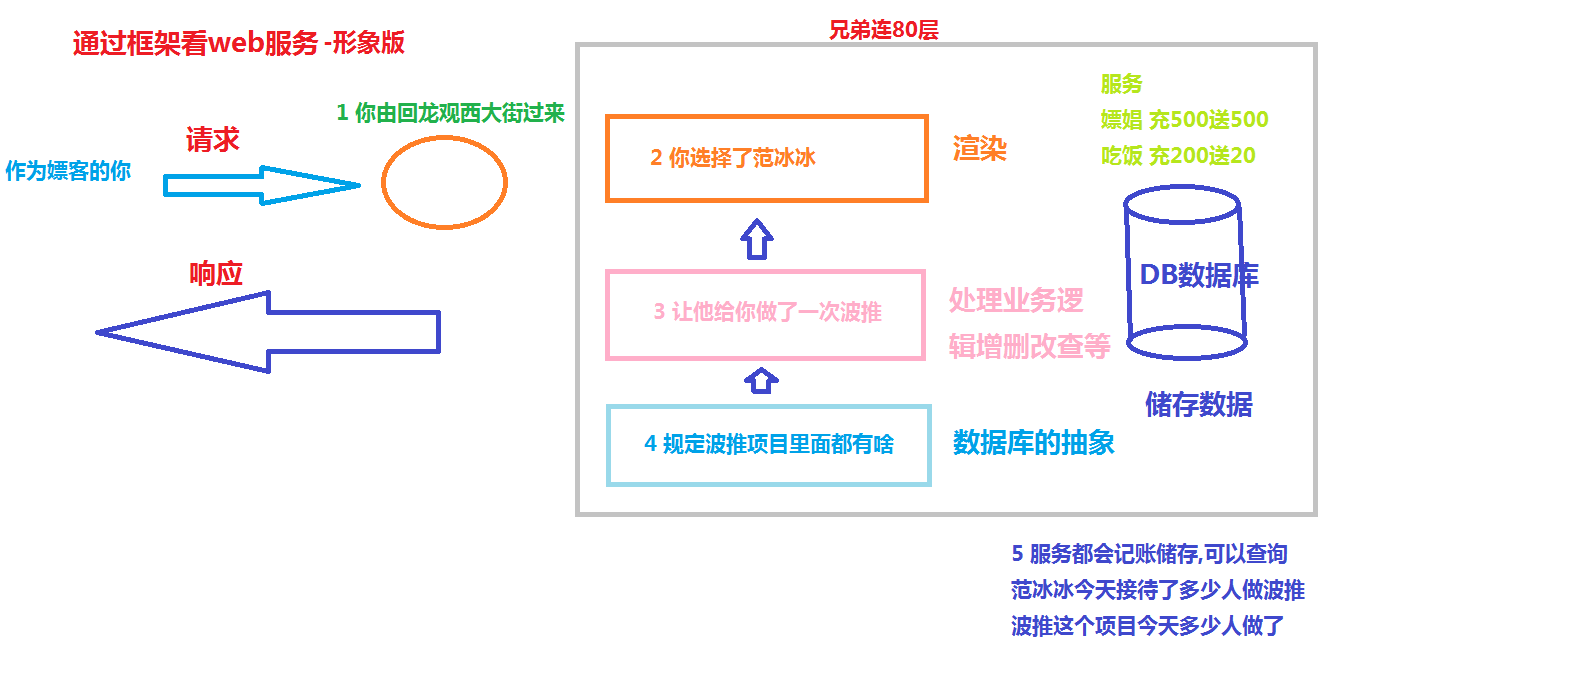 兄弟连80层
通过框架看web服务 -形象版
服务
1 你由回龙观西大街过来
嫖娼 充500送500
请求
2 你选择了范冰冰
渲染
吃饭 充200送20
作为嫖客的你
DB数据库
响应
3 让他给你做了一次波推
处理业务逻
辑增删改查等
储存数据
4 规定波推项目里面都有啥
数据库的抽象
5 服务都会记账储存,可以查询
范冰冰今天接待了多少人做波推
波推这个项目今天多少人做了